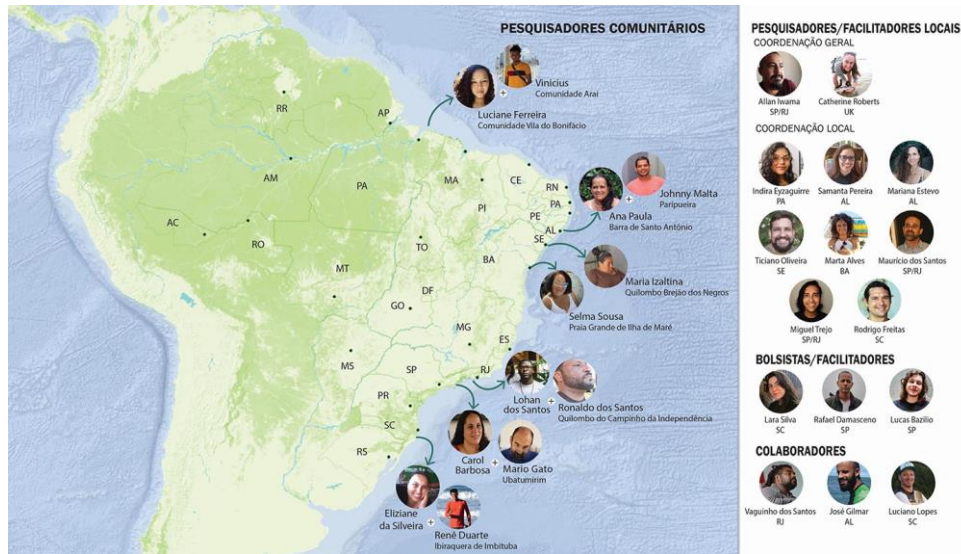 PESQUISADORES COMUNITÁRIOS
Vinicius
Comunidade Araí
Luciane Ferreira
Comunidade Vila do Bonifácio
RR
AP
AM
PA
MA
CE
RN
PI
PA
PE
AC
AL
RO
TO
SE
BA
MT
DF
GO
MG
ES
MS
SP
RJ
PR
SC
RS
Johnny Malta
Paripueira
Ana Paula
Barra de Santo Antônio
Maria Izaltina
Quilombo Brejão dos Negros
Selma Sousa
Praia Grande de Ilha de Maré
Lohan
dos Santos
Ronaldo dos Santos
Quilombo do Campinho da Independência
Carol
Barbosa
Mario Gato
Ubatumirim
Eliziane
da Silveira
Renê Duarte
Ibiraquera de Imbituba
PESQUISADORES/FACILITADORES LOCAIS
COORDENAÇÃO GERAL
Allan Iwama
SP/RJ
Catherine Roberts
UK
COORDENAÇÃO LOCAL
Indira Eyzaguirre
PA
Samanta Pereira
AL
Mariana Estevo
AL
Ticiano Oliveira
SE
Marta Alves
BA
Maurício dos Santos
SP/RJ
Miguel Trejo
SP/RJ
Rodrigo Freitas
SC
BOLSISTAS/FACILITADORES
Lara Silva
SC
Rafael Damasceno
SP
Lucas Bazilio
SP
COLABORADORES
Vaguinho dos Santos
RJ
José Gilmar
AL
Luciano Lopes
SC